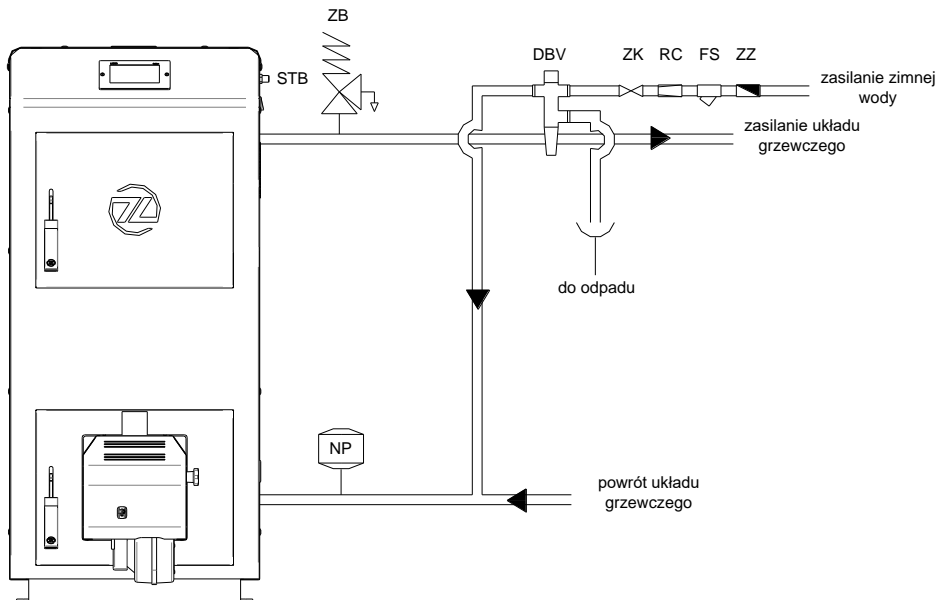 ZB
STB
DBV
ZK
RC
FS
ZZ
zasilanie zimnej
wody
zasilanie układu
grzewczego
do odpadu
NP
powrót układu
grzewczego